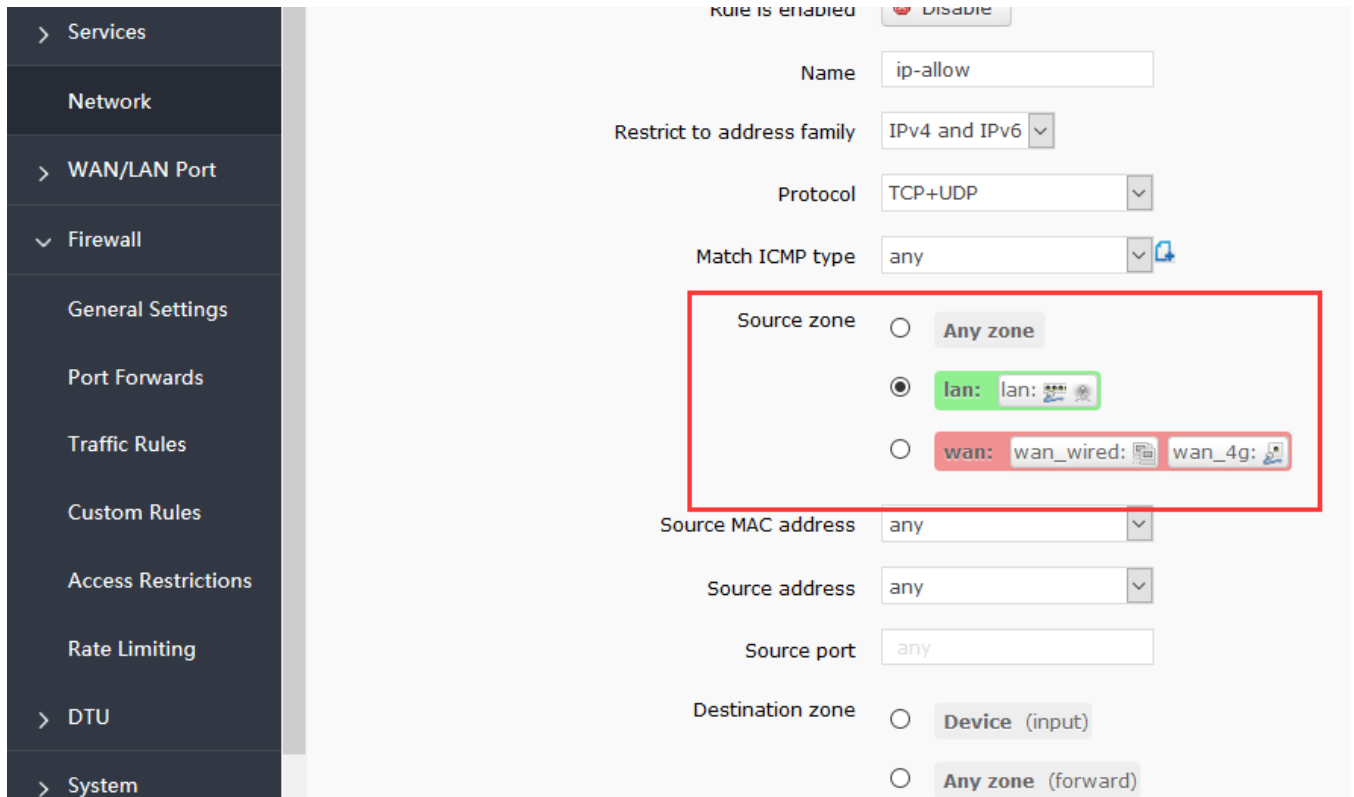 Services
Network
WAN/LAN Port
Firewall
General Settings
Port Forwards
Traffic Rules
Custom Rules
Access Restrictions
Rate Limiting
DTU
System
Rule is enabled Disable
Name ip-allow
Restrict to address family IPv4 and IPv6
Protocol TCP+UDP
Match ICMP type any
Source zone Any zone
lan: lan:
wan: wan_wired: wan_4g:
Source MAC address any
Source address any
Source port any
Destination zone Device (input)
Any zone (forward)